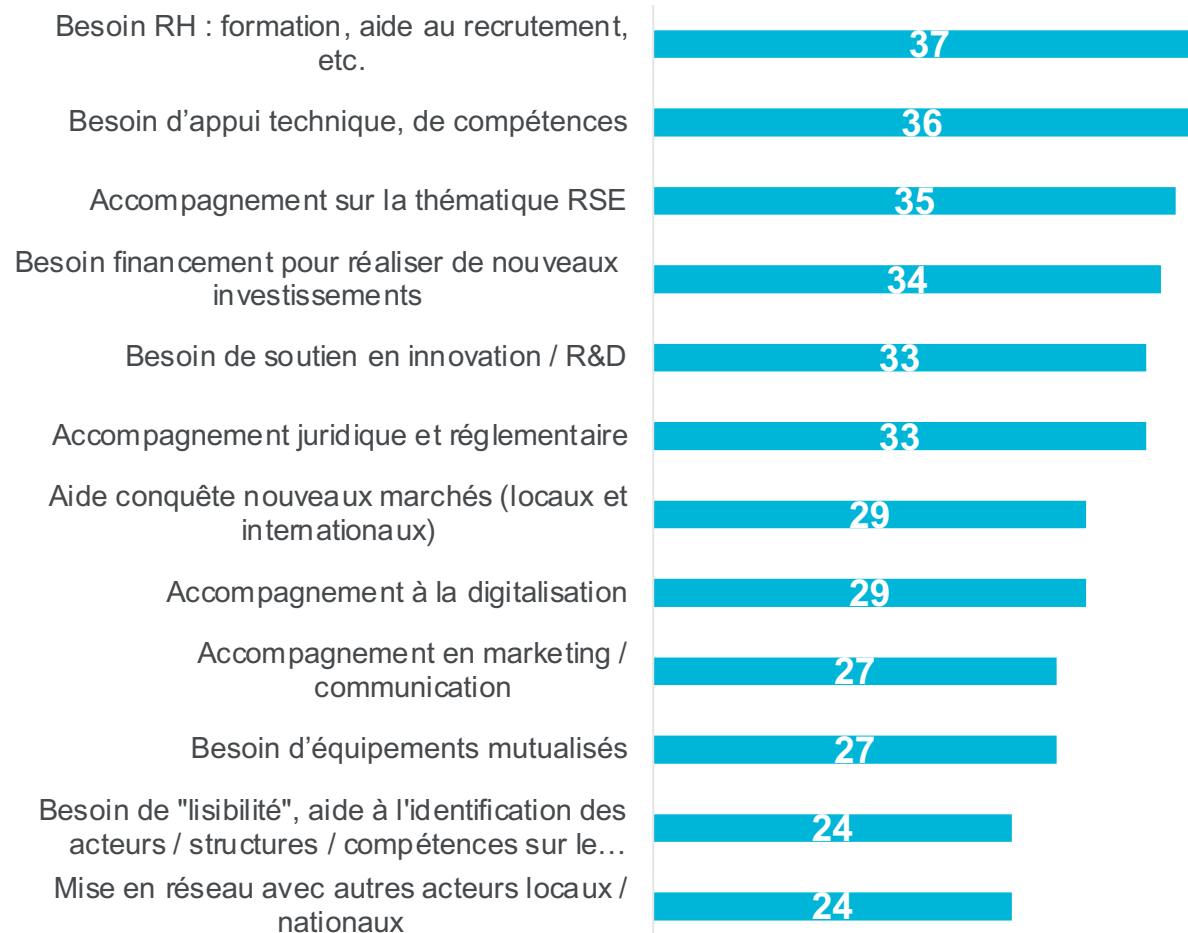 Besoin RH : formation, aide au recrutement,
etc.
37
Besoin d’appui technique, de compétences
36
Accompagnement sur la thématique RSE
35
Besoin financement pour réaliser de nouveaux
investissements
34
Besoin de soutien en innovation / R&D
33
Accompagnement juridique et réglementaire
33
Aide conquête nouveaux marchés (locaux et
internationaux)
29
Accompagnement à la digitalisation
29
Accompagnement en marketing /
communication
27
Besoin d’équipements mutualisés
27
Besoin de "lisibilité", aide à l'identification des
acteurs / structures / compétences sur le…
24
Mise en réseau avec autres acteurs locaux /
nationaux
24